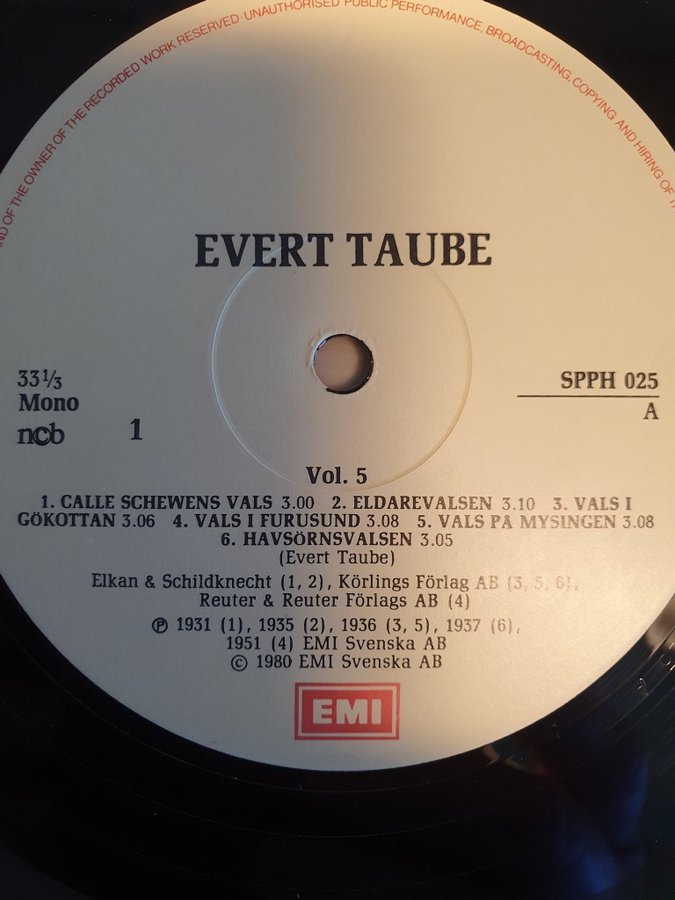 ND OF THE OWNER OF THE RECORDED WORK RESERVED · UNAUTHORISED PUBLIC PERFORMANCE, BROADCASTING, COPYING AND HIRING OF
EVERT TAUBE
33 1/3
Mono
ncb
1
SPPH 025
A
Vol. 5
1. CALLE SCHEWENS VALS 3.00 2. ELDAREVALSEN 3.10 3. VALS I
GÖKOTTAN 3.06 4. VALS I FURUSUND 3.08 5. VALS PÅ MYSINGEN 3.08
6. HAVSÖRNSVALSEN 3.05
(Evert Taube)
Elkan & Schildknecht (1, 2), Körlings Förlag AB (3, 5, 6),
Reuter & Reuter Förlags AB (4)
℗ 1931 (1), 1935 (2), 1936 (3, 5), 1937 (6),
1951 (4) EMI Svenska AB
© 1980 EMI Svenska AB
EMI